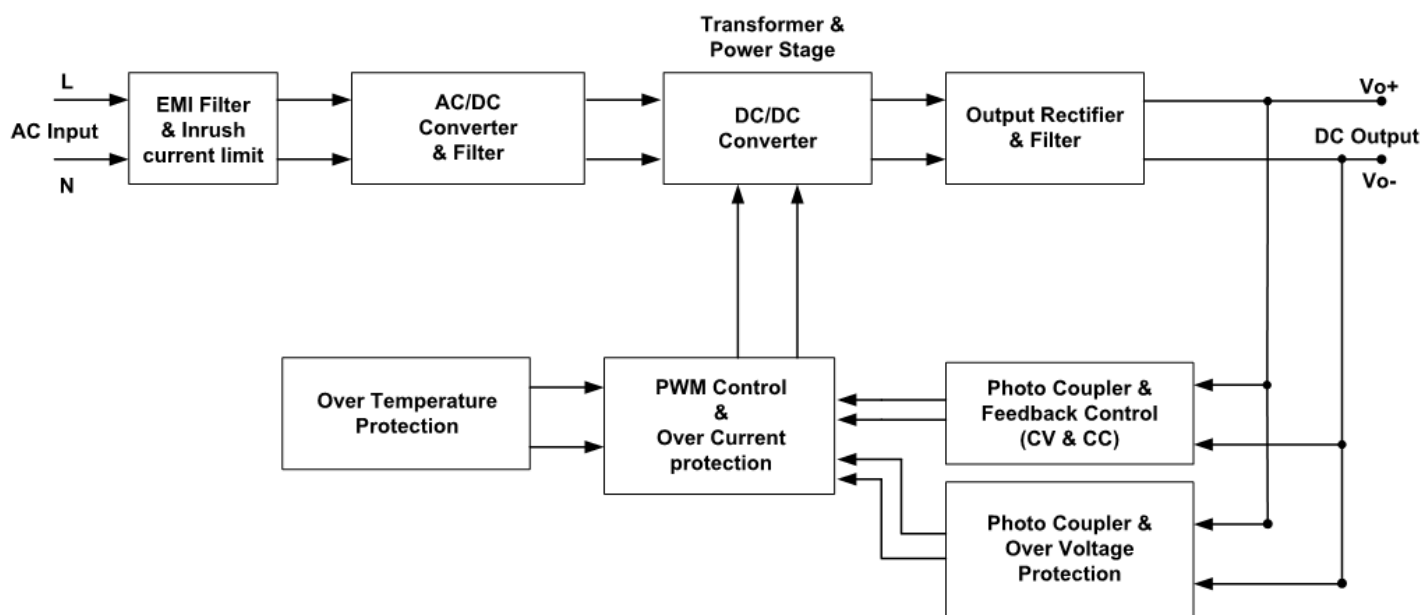 Transformer &
Power Stage
L
AC Input
N
EMI Filter
& Inrush
current limit
AC/DC
Converter
& Filter
DC/DC
Converter
Output Rectifier
& Filter
Vo+
DC Output
Vo-
Over Temperature
Protection
PWM Control
&
Over Current
protection
Photo Coupler &
Feedback Control
(CV & CC)
Photo Coupler &
Over Voltage
Protection